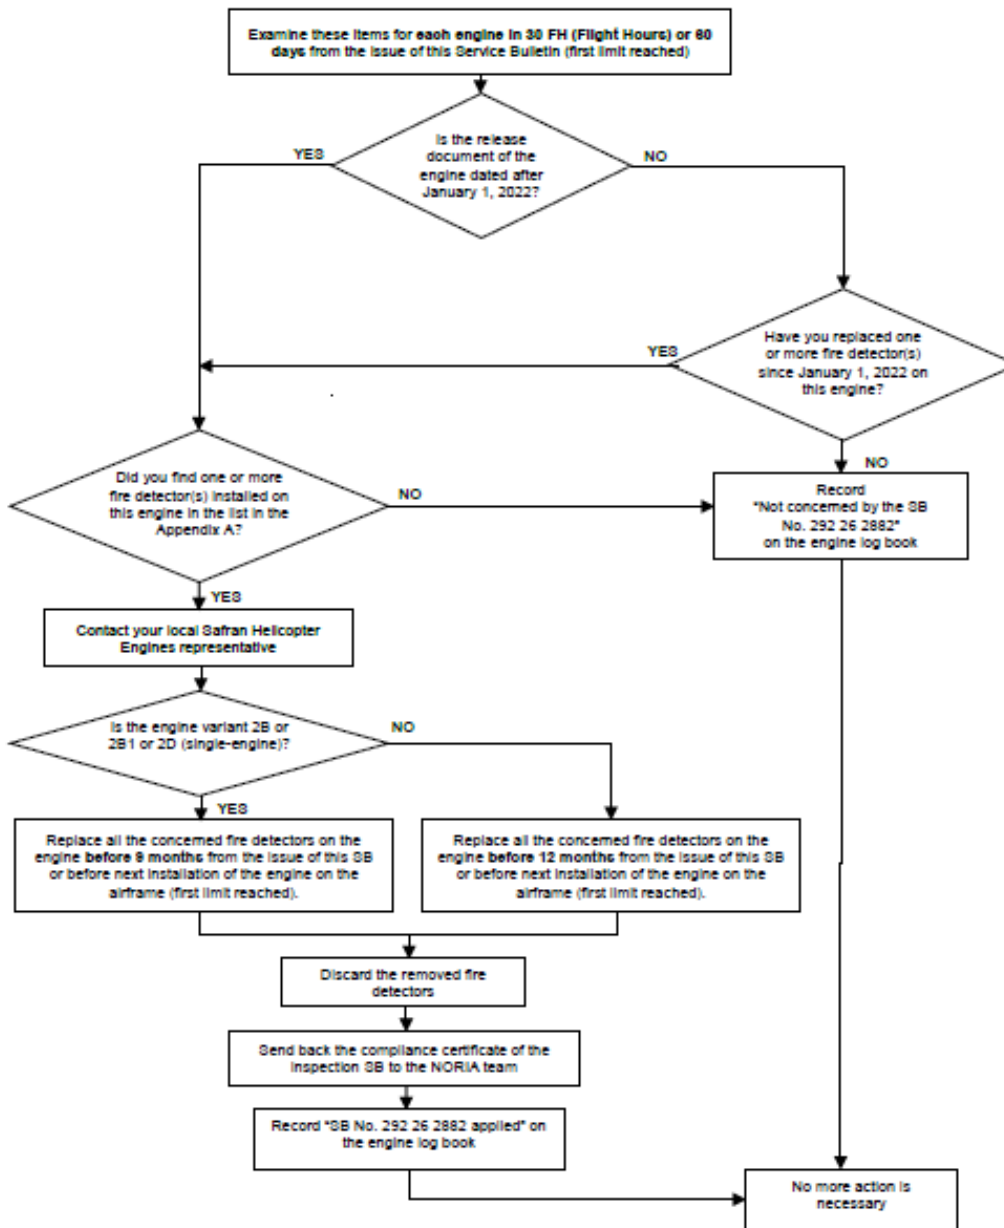 Examine these items for each engine in 30 FH (Flight Hours) or 60
days from the issue of this Service Bulletin (first limit reached)
Is the release
document of the
engine dated after
January 1, 2022?
YES
NO
Have you replaced one
or more fire detector(s)
since January 1, 2022 on
this engine?
YES
NO
Did you find one or more
fire detector(s) installed on
this engine in the list in the
Appendix A?
NO
YES
Record
"Not concerned by the SB
No. 292 26 2882"
on the engine log book
Contact your local Safran Helicopter
Engines representative
Is the engine variant 2B or
2B1 or 2D (single-engine)?
NO
YES
Replace all the concerned fire detectors on the
engine before 9 months from the issue of this SB
or before next installation of the engine on the
airframe (first limit reached).
Replace all the concerned fire detectors on the
engine before 12 months from the issue of this SB
or before next installation of the engine on the
airframe (first limit reached).
Discard the removed fire
detectors
Send back the compliance certificate of the
inspection SB to the NORIA team
Record "SB No. 292 26 2882 applied" on
the engine log book
No more action is
necessary